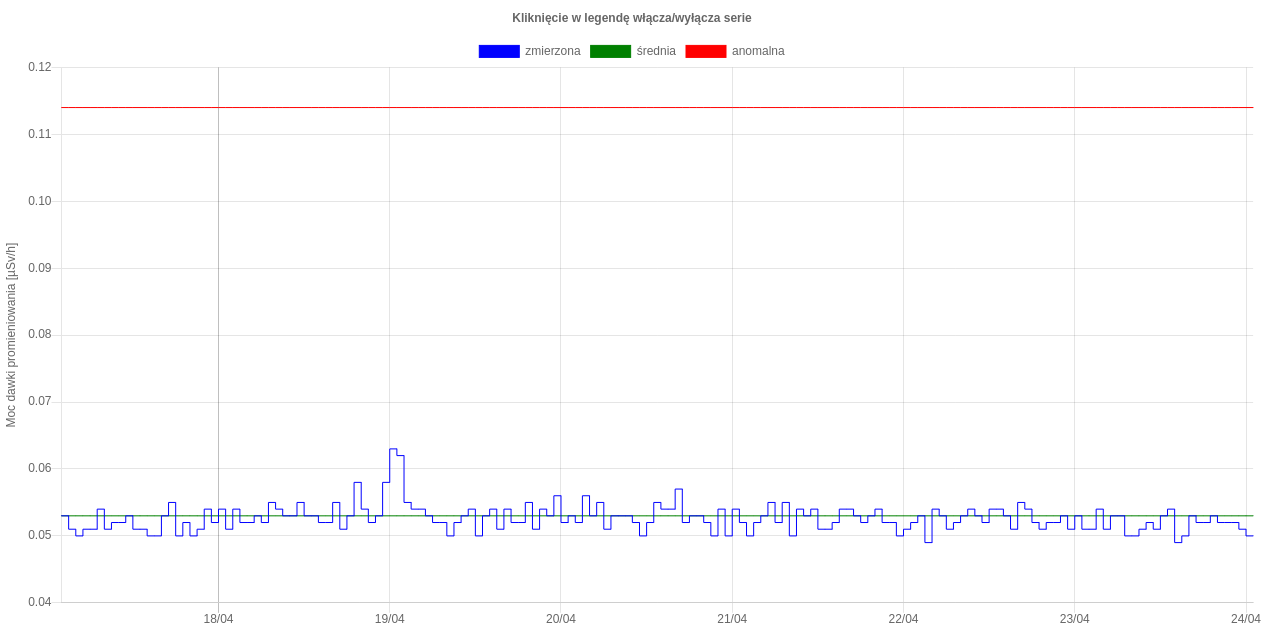 Kliknięcie w legendę włącza/wyłącza serie
zmierzona średnia anomalna
Moc dawki promieniowania [µSv/h]
0.12
0.11
0.10
0.09
0.08
0.07
0.06
0.05
0.04
18/04 19/04 20/04 21/04 22/04 23/04 24/04